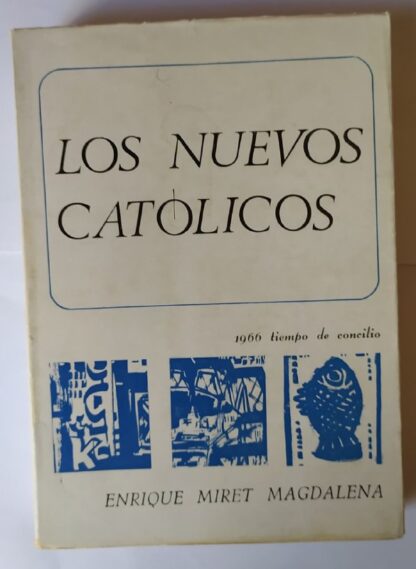 LOS NUEVOS
CATÓLICOS
1966 tiempo de concilio
ENRIQUE MIRET MAGDALENA